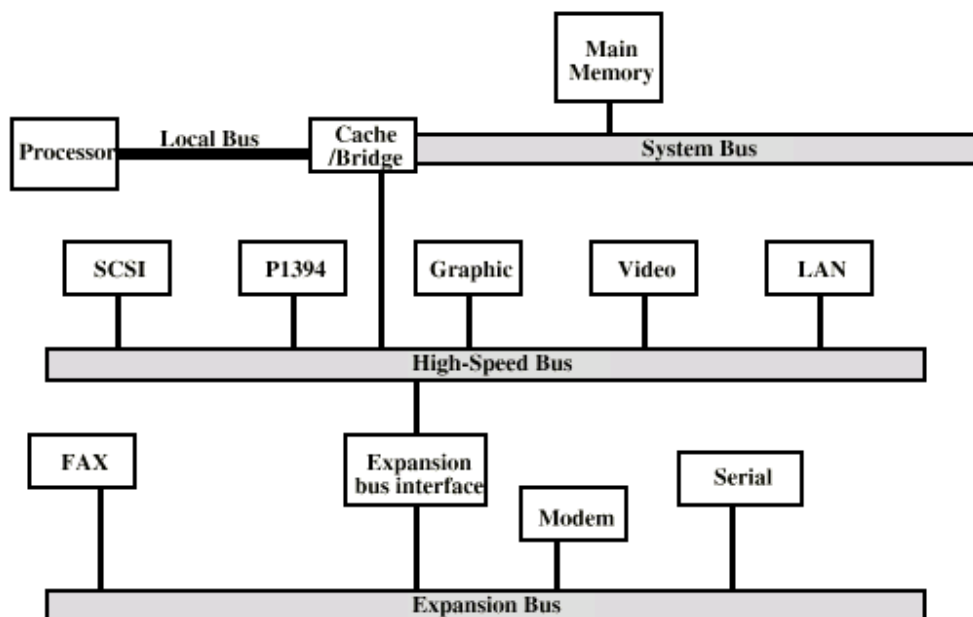 Main
Memory
Processor
Local Bus
Cache
/Bridge
System Bus
SCSI
P1394
Graphic
Video
LAN
High-Speed Bus
FAX
Expansion
bus interface
Modem
Serial
Expansion Bus